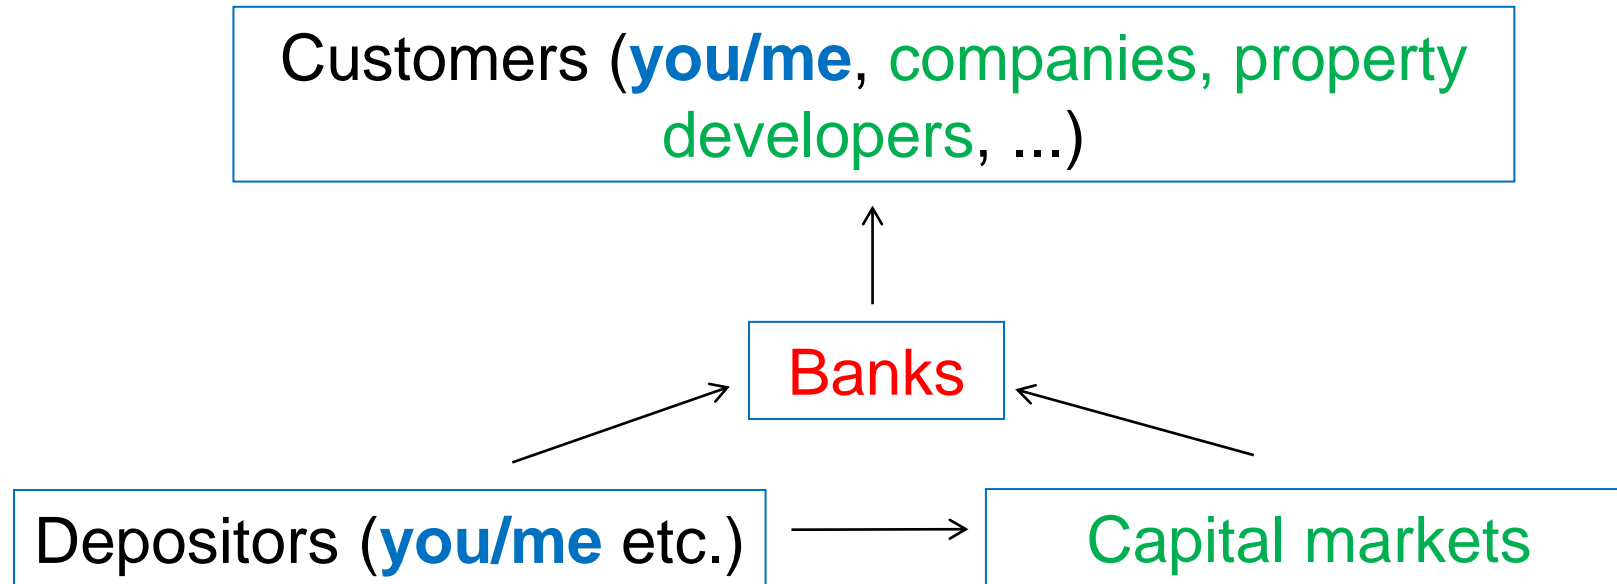 Customers (you/me, companies, property
developers, ...)
Banks
Depositors (you/me etc.)
Capital markets